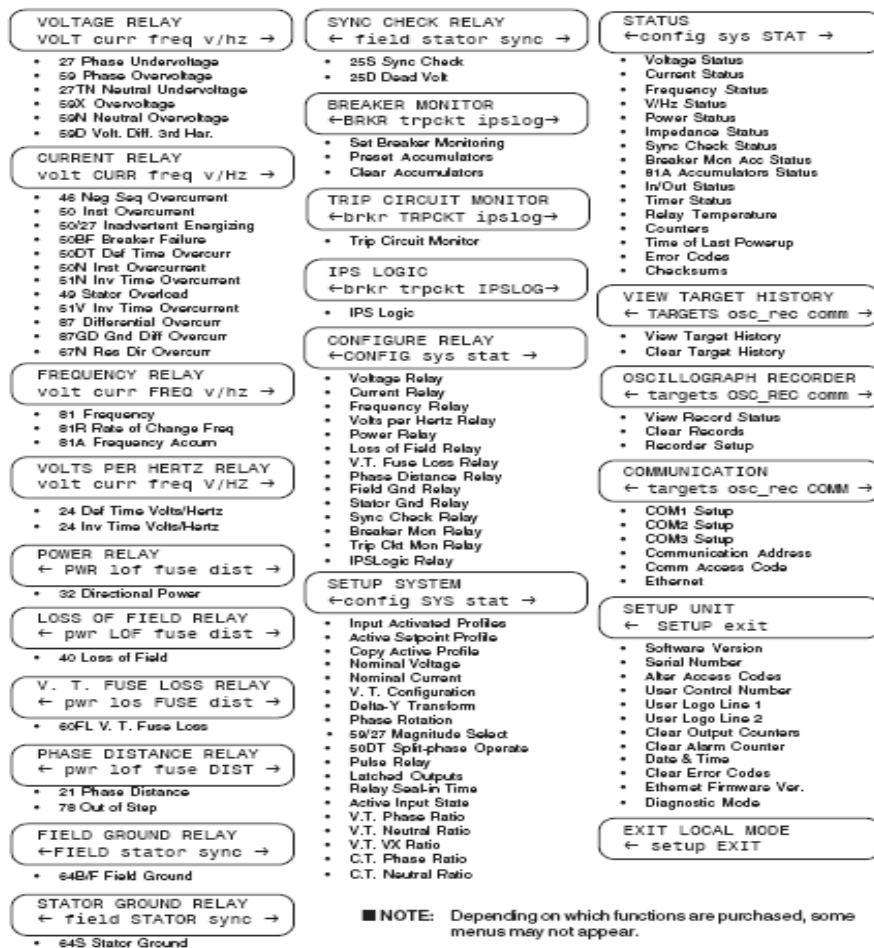 VOLTAGE RELAY
VOLT curr freq v/hz →
• 27 Phase Undervoltage
• 59 Phase Overvoltage
• 27TN Neutral Undervoltage
• 59X Overvoltage
• 59N Neutral Overvoltage
• 59D Volt. Diff. 3rd Har.
CURRENT RELAY
volt CURR freq v/Hz →
• 46 Neg Seq Overcurrent
• 50 Inst Overcurrent
• 50/27 Inadvertent Energizing
• 50BF Breaker Failure
• 50DT Def Time Overcurr
• 50N Inst Overcurrent
• 51N Inv Time Overcurrent
• 49 Stator Overload
• 51V Inv Time Overcurrent
• 87 Differential Overcurr
• 87GD Gnd Diff Overcurr
• 67N Res Dir Overcurr
FREQUENCY RELAY
volt curr FREQ v/hz →
• 81 Frequency
• 81R Rate of Change Freq
• 81A Frequency Accum
VOLTS PER HERTZ RELAY
volt curr freq V/HZ →
• 24 Def Time Volts/Hertz
• 24 Inv Time Volts/Hertz
POWER RELAY
← PWR lof fuse dist →
• 32 Directional Power
LOSS OF FIELD RELAY
← pwr LOF fuse dist →
• 40 Loss of Field
V. T. FUSE LOSS RELAY
← pwr los FUSE dist →
• 60FL V. T. Fuse Loss
PHASE DISTANCE RELAY
← pwr lof fuse DIST →
• 21 Phase Distance
• 78 Out of Step
FIELD GROUND RELAY
←FIELD stator sync →
• 64B/F Field Ground
STATOR GROUND RELAY
← field STATOR sync →
• 64S Stator Ground
SYNC CHECK RELAY
← field stator sync →
• 25S Sync Check
• 25D Dead Volt
BREAKER MONITOR
←BRKR trpckt ipslog→
• Set Breaker Monitoring
• Preset Accumulators
• Clear Accumulators
TRIP CIRCUIT MONITOR
←brkr TRPCKT ipslog→
• Trip Circuit Monitor
IPS LOGIC
←brkr trpckt IPSLOG→
• IPS Logic
CONFIGURE RELAY
←CONFIG sys stat →
• Voltage Relay
• Current Relay
• Frequency Relay
• Volts per Hertz Relay
• Power Relay
• Loss of Field Relay
• V.T. Fuse Loss Relay
• Phase Distance Relay
• Field Gnd Relay
• Stator Gnd Relay
• Sync Check Relay
• Breaker Mon Relay
• Trip Ckt Mon Relay
• IPSLogic Relay
SETUP SYSTEM
←config SYS stat →
• Input Activated Profiles
• Active Setpoint Profile
• Copy Active Profile
• Nominal Voltage
• Nominal Current
• V. T. Configuration
• Delta-Y Transform
• Phase Rotation
• 59/27 Magnitude Select
• 50DT Split-phase Operate
• Pulse Relay
• Latched Outputs
• Relay Seal-in Time
• Active Input State
• V.T. Phase Ratio
• V.T. Neutral Ratio
• V.T. VX Ratio
• C.T. Phase Ratio
• C.T. Neutral Ratio
STATUS
←config sys STAT →
• Voltage Status
• Current Status
• Frequency Status
• V/Hz Status
• Power Status
• Impedance Status
• Sync Check Status
• Breaker Mon Acc Status
• 81A Accumulators Status
• In/Out Status
• Timer Status
• Relay Temperature
• Counters
• Time of Last Powerup
• Error Codes
• Checksums
VIEW TARGET HISTORY
← TARGETS osc_rec comm →
• View Target History
• Clear Target History
OSCILLOGRAPH RECORDER
← targets OSC_REC comm →
• View Record Status
• Clear Records
• Recorder Setup
COMMUNICATION
← targets osc_rec COMM →
• COM1 Setup
• COM2 Setup
• COM3 Setup
• Communication Address
• Comm Access Code
• Ethernet
SETUP UNIT
← SETUP exit
• Software Version
• Serial Number
• Alter Access Codes
• User Control Number
• User Logo Line 1
• User Logo Line 2
• Clear Output Counters
• Clear Alarm Counter
• Date & Time
• Clear Error Codes
• Ethernet Firmware Ver.
• Diagnostic Mode
EXIT LOCAL MODE
← setup EXIT
■ NOTE: Depending on which functions are purchased, some
menus may not appear.